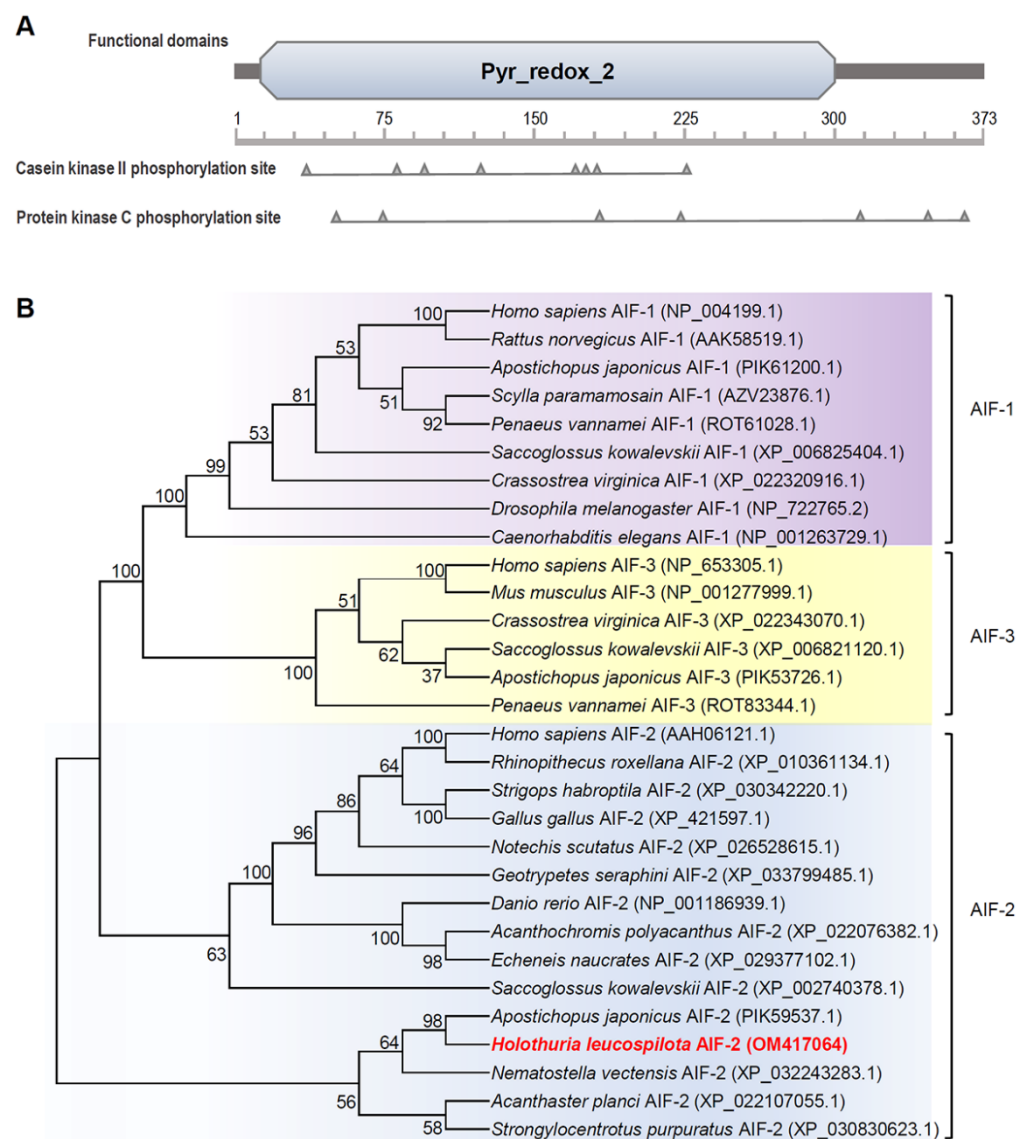 A
Functional domains
Pyr_redox_2
1 75 150 225 300 373
Casein kinase II phosphorylation site
Protein kinase C phosphorylation site
B
100 Homo sapiens AIF-1 (NP_004199.1)
Rattus norvegicus AIF-1 (AAK58519.1)
53
Apostichopus japonicus AIF-1 (PIK61200.1)
81 51 Scylla paramamosain AIF-1 (AZV23876.1)
92 Penaeus vannamei AIF-1 (ROT61028.1)
AIF-1
53 Saccoglossus kowalevskii AIF-1 (XP_006825404.1)
99 Crassostrea virginica AIF-1 (XP_022320916.1)
100 Drosophila melanogaster AIF-1 (NP_722765.2)
Caenorhabditis elegans AIF-1 (NP_001263729.1)
100 100 Homo sapiens AIF-3 (NP_653305.1)
51 Mus musculus AIF-3 (NP_001277999.1)
Crassostrea virginica AIF-3 (XP_022343070.1)
AIF-3
62 Saccoglossus kowalevskii AIF-3 (XP_006821120.1)
100 37 Apostichopus japonicus AIF-3 (PIK53726.1)
Penaeus vannamei AIF-3 (ROT83344.1)
100 Homo sapiens AIF-2 (AAH06121.1)
64 Rhinopithecus roxellana AIF-2 (XP_010361134.1)
86 Strigops habroptila AIF-2 (XP_030342220.1)
100 Gallus gallus AIF-2 (XP_421597.1)
96 Notechis scutatus AIF-2 (XP_026528615.1)
100 Geotrypetes seraphini AIF-2 (XP_033799485.1)
Danio rerio AIF-2 (NP_001186939.1)
AIF-2
100 Acanthochromis polyacanthus AIF-2 (XP_022076382.1)
63 98 Echeneis naucrates AIF-2 (XP_029377102.1)
Saccoglossus kowalevskii AIF-2 (XP_002740378.1)
98 Apostichopus japonicus AIF-2 (PIK59537.1)
64 Holothuria leucospilota AIF-2 (OM417064)
Nematostella vectensis AIF-2 (XP_032243283.1)
56 Acanthaster planci AIF-2 (XP_022107055.1)
58 Strongylocentrotus purpuratus AIF-2 (XP_030830623.1)